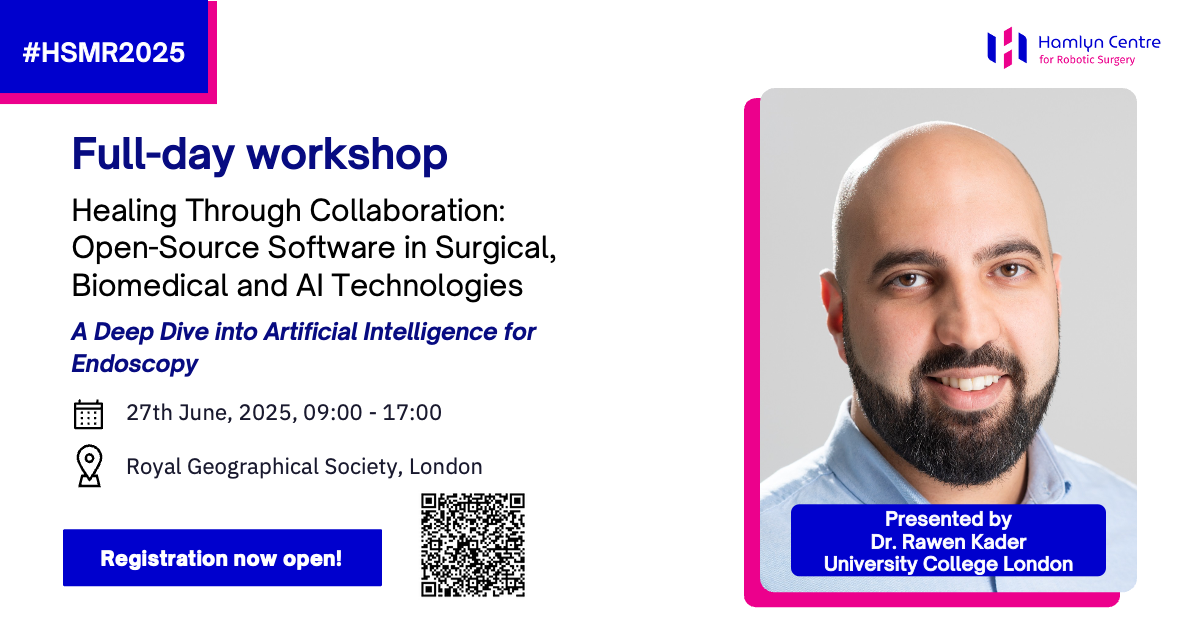 #HSMR2025
Hamlyn Centre
for Robotic Surgery
Full-day workshop
Healing Through Collaboration:
Open-Source Software in Surgical,
Biomedical and AI Technologies
A Deep Dive into Artificial Intelligence for
Endoscopy
27th June, 2025, 09:00 - 17:00
Royal Geographical Society, London
Registration now open!
Presented by
Dr. Rawen Kader
University College London